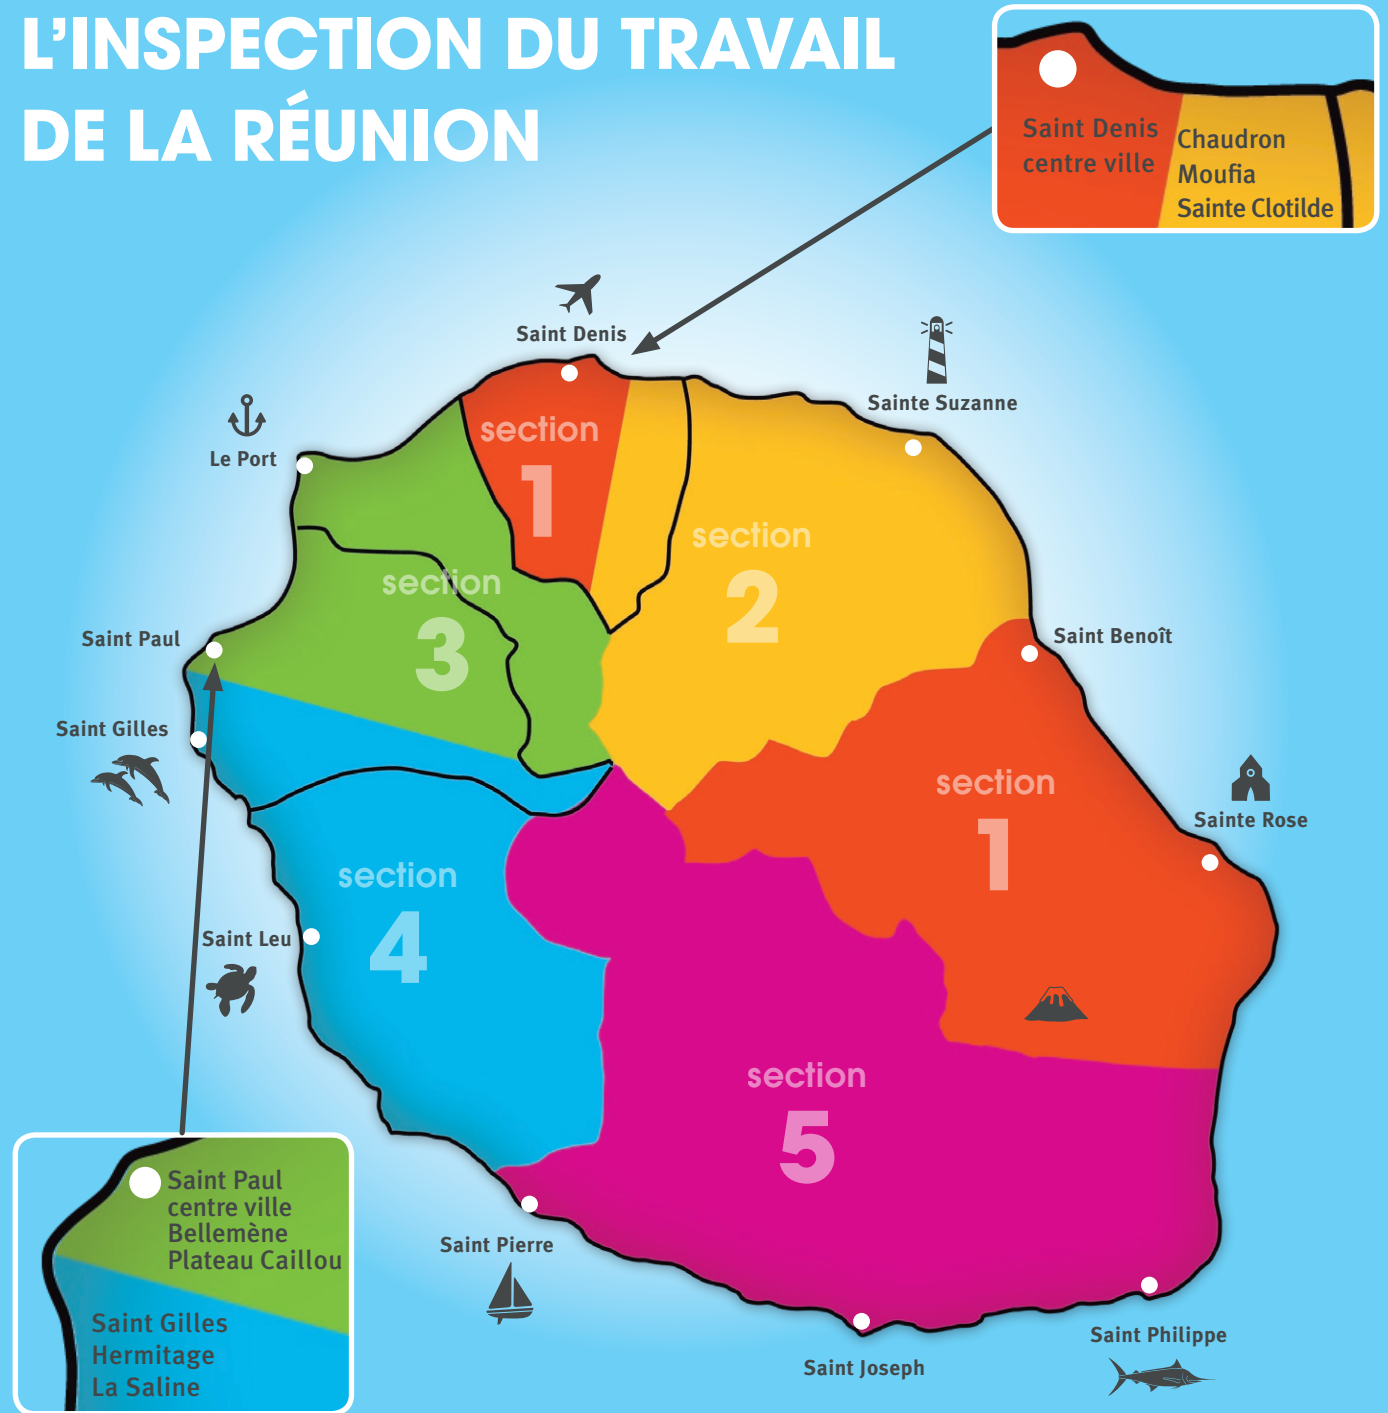 L'INSPECTION DU TRAVAIL
DE LA RÉUNION
Saint Denis
centre ville
Chaudron
Moufia
Sainte Clotilde
Saint Denis
Sainte Suzanne
Le Port
section
1
section
2
section
3
Saint Paul
Saint Benoît
Saint Gilles
section
1
Sainte Rose
section
4
Saint Leu
section
5
Saint Paul
centre ville
Bellemène
Plateau Caillou
Saint Gilles
Hermitage
La Saline
Saint Pierre
Saint Joseph
Saint Philippe